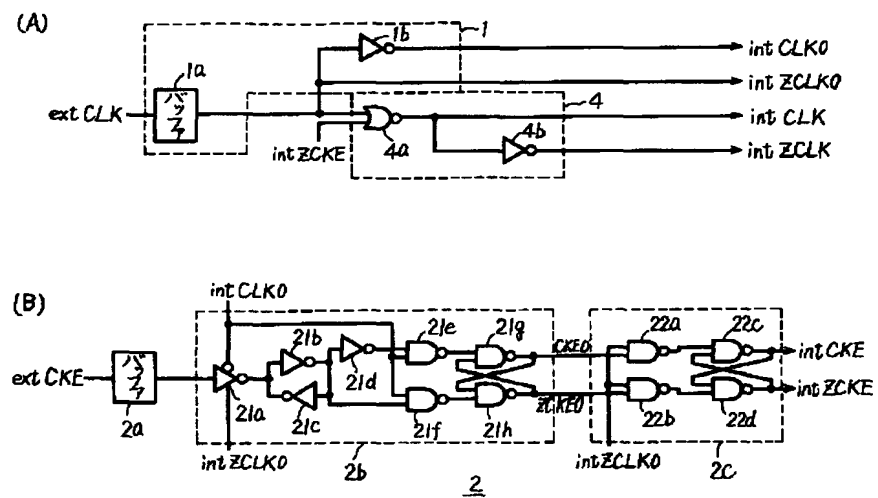 (A)
1b
1
int CLK0
1a
バッファ
int ZCLK0
ext CLK
4
int CLK
4a
4b
int ZCKE
int ZCLK
(B)
int CLK0
21b
21e
21g
22a
22c
CKE0
int CKE
バッファ
21d
ext CKE
int ZCKE
2a
21a
21c
ZCKE0
21f
21h
22b
22d
int ZCLK0
2b
int ZCLK0
2c
2